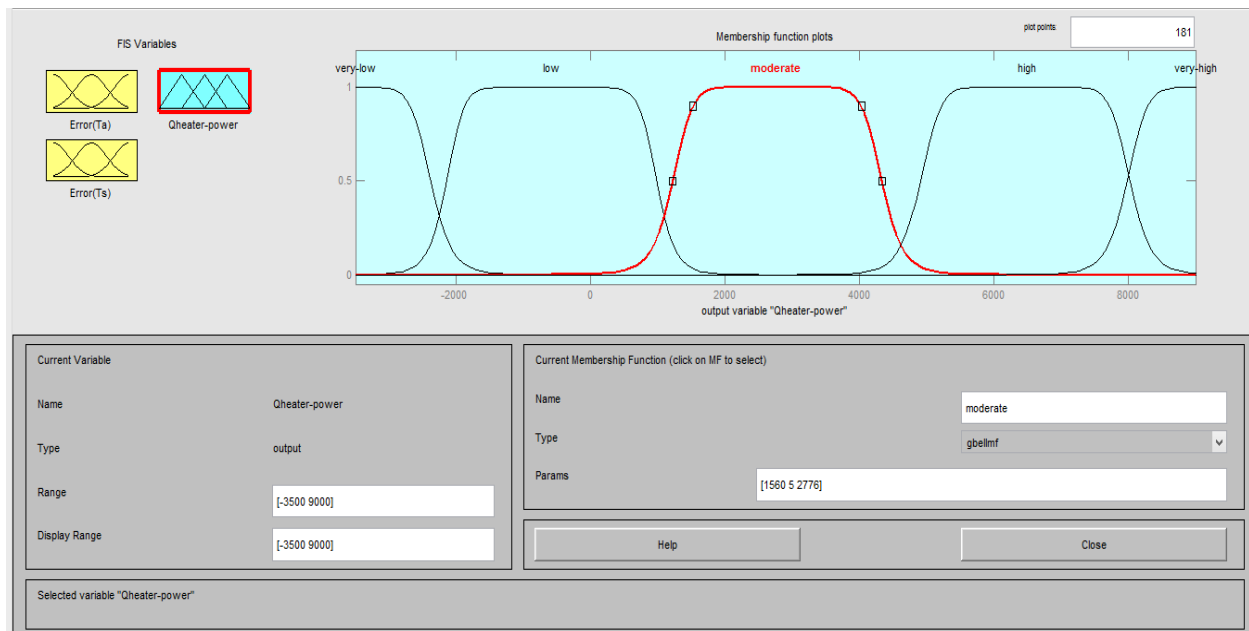 FIS Variables
Membership function plots
plot points:
181
Error(Ta)
Qheater-power
Error(Ts)
very-low
low
moderate
high
very-high
1
0.5
0
-2000
0
2000
4000
6000
8000
output variable "Qheater-power"
Current Variable
Name
Qheater-power
Type
output
Range
[-3500 9000]
Display Range
[-3500 9000]
Current Membership Function (click on MF to select)
Name
moderate
Type
gbellmf
Params
[1560 5 2776]
Help
Close
Selected variable "Qheater-power"